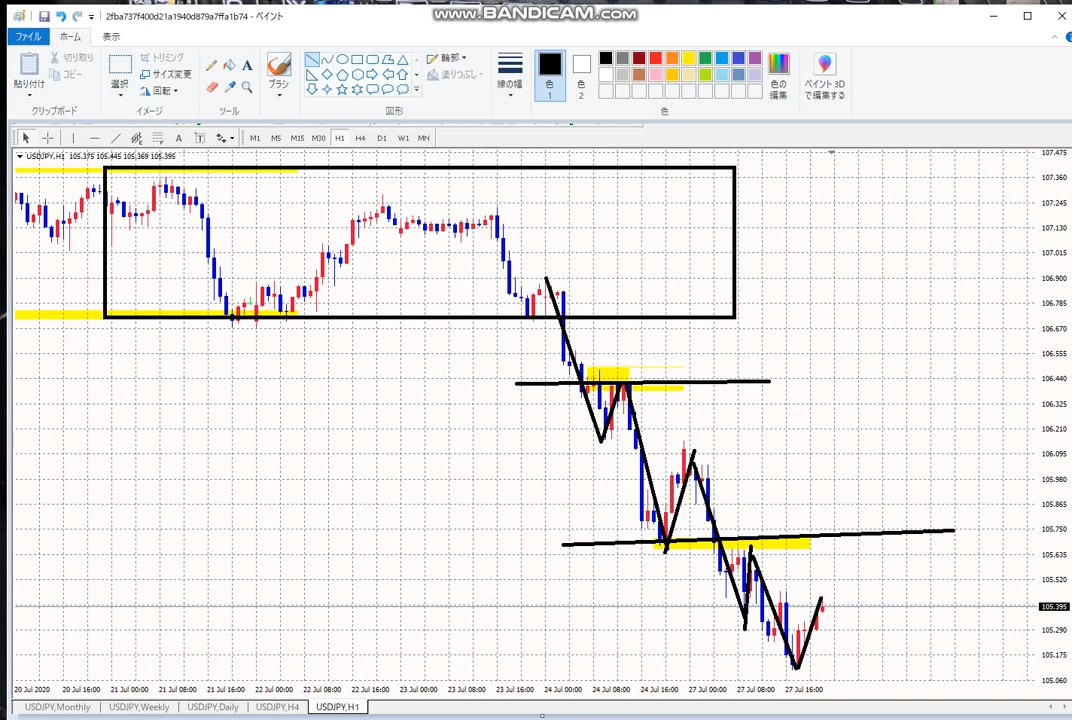 www.BANDICAM.com
2fba737f400d21a1940d879a7ffa1b74 - ペイント
ファイル ホーム 表示
貼り付け
切り取り
コピー
クリップボード
選択
トリミング
サイズ変更
回転
イメージ
A
ツール
ブラシ
輪郭
塗りつぶし
図形
線の幅
色
1
色
2
色の
編集
色
ペイント 3D
で編集する
A T M1 M5 M15 M30 H1 H4 D1 W1 MN
USDJPY,H1 105.375 105.445 105.369 105.395
107.475
107.360
107.245
107.130
107.015
106.900
106.785
106.670
106.555
106.440
106.325
106.210
106.095
105.980
105.865
105.750
105.635
105.520
105.395
105.290
105.175
105.060
20 Jul 2020 20 Jul 16:00 21 Jul 00:00 21 Jul 08:00 21 Jul 16:00 22 Jul 00:00 22 Jul 08:00 22 Jul 16:00 23 Jul 00:00 23 Jul 08:00 23 Jul 16:00 24 Jul 00:00 24 Jul 08:00 24 Jul 16:00 27 Jul 00:00 27 Jul 08:00 27 Jul 16:00
USDJPY,Monthly USDJPY,Weekly USDJPY,Daily USDJPY,H4 USDJPY,H1